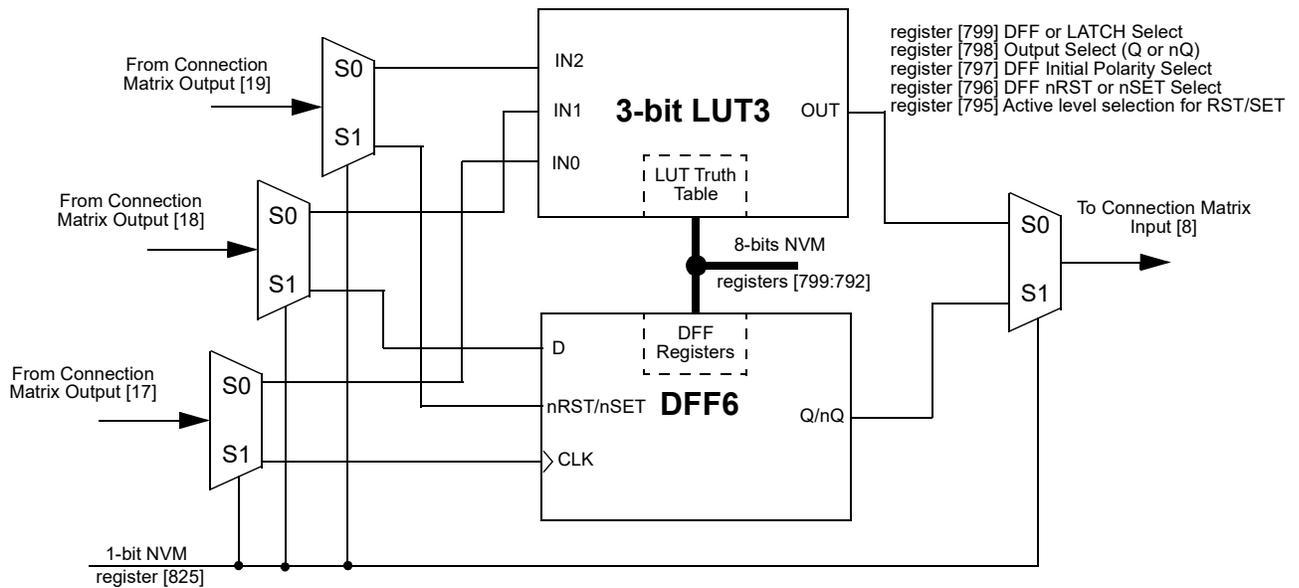 From Connection
Matrix Output [19]
S0
S1
From Connection
Matrix Output [18]
S0
S1
From Connection
Matrix Output [17]
S0
S1
1-bit NVM
register [825]
IN2
IN1
IN0
3-bit LUT3
OUT
LUT Truth
Table
8-bits NVM
registers [799:792]
DFF
Registers
D
nRST/nSET
CLK
DFF6
Q/nQ
register [799] DFF or LATCH Select
register [798] Output Select (Q or nQ)
register [797] DFF Initial Polarity Select
register [796] DFF nRST or nSET Select
register [795] Active level selection for RST/SET
S0
S1
To Connection Matrix
Input [8]